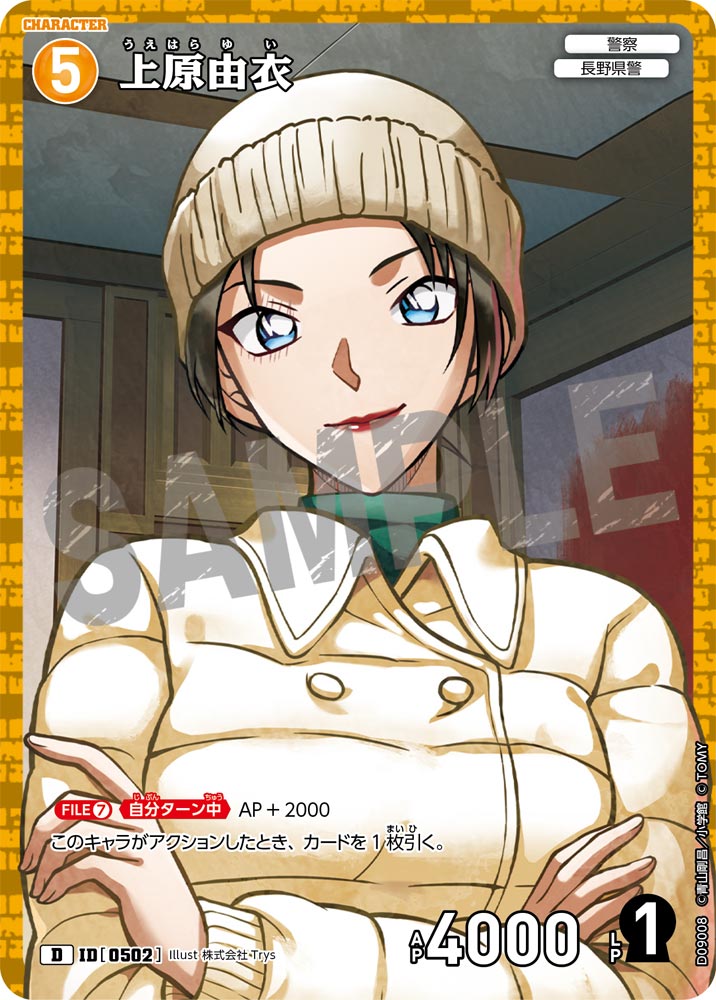 CHARACTER
5
うえはらゆい
上原由衣
警察
長野県警
SAMPLE
FILE7 自分ターン中 AP+2000
じぶん ちゅう
このキャラがアクションしたとき、カードを1枚引く。
まい ひ
D ID[0502] Illust 株式会社Trys
AP 4000
LP 1
D09008 ©青山剛昌/小学館 ©TOMY